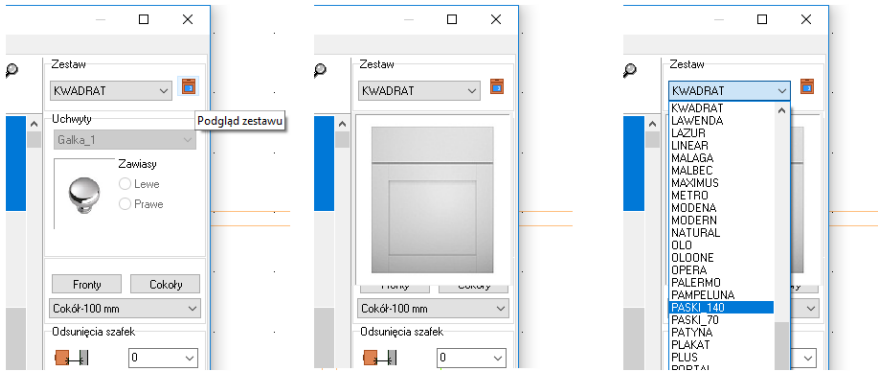 Zestaw
KWADRAT
Podgląd zestawu
Uchwyty
Gałka_1
Zawiasy
Lewe
Prawe
Fronty
Cokoły
Cokół-100 mm
Odsunięcia szafek
0
Zestaw
KWADRAT
Fronty
Cokoły
Cokół-100 mm
Odsunięcia szafek
0
Zestaw
KWADRAT
KWADRAT
LAWENDA
LAZUR
LINEAR
MALAGA
MALBEC
MAXIMUS
METRO
MODENA
MODERN
NATURAL
OLO
OLOONE
OPERA
PALERMO
PAMPELUNA
PASKI_140
PASKI_70
PATYNA
PLAKAT
PLUS
PORTAL